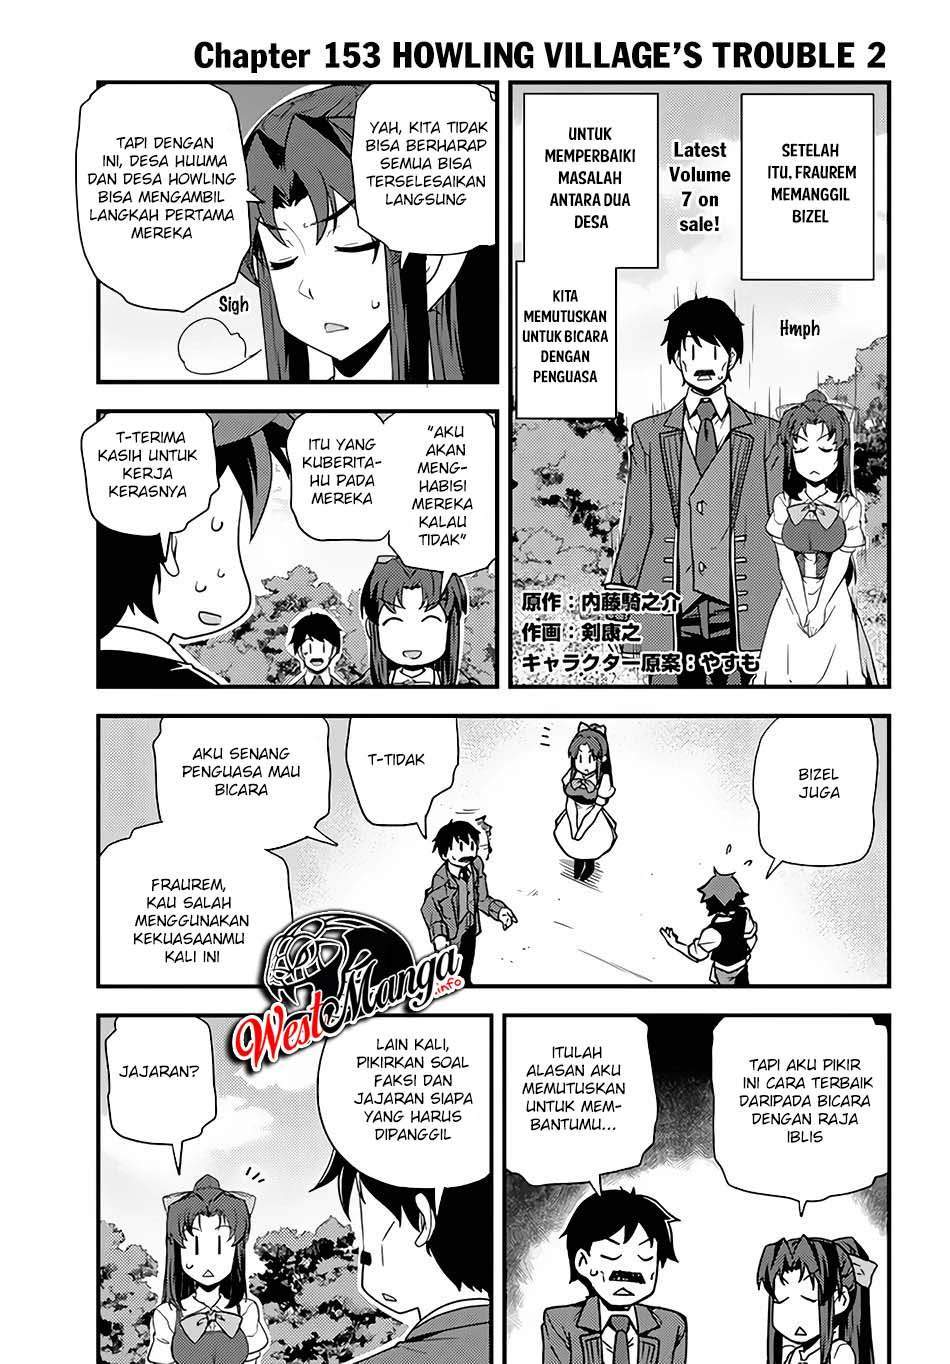 Chapter 153 HOWLING VILLAGE'S TROUBLE 2
SETELAH
ITU, FRAUREM
MEMANGGIL
BIZEL
Latest
Volume
7 on
sale!
UNTUK
MEMPERBAIKI
MASALAH
ANTARA DUA
DESA
KITA
MEMUTUSKAN
UNTUK BICARA
DENGAN
PENGUASA
Hmph
原作：内藤騎之介
作画：剣康之
キャラクター原案：やすも
YAH, KITA TIDAK
BISA BERHARAP
SEMUA BISA
TERSELESAIKAN
LANGSUNG
TAPI DENGAN
INI, DESA HUUMA
DAN DESA HOWLING
BISA MENGAMBIL
LANGKAH PERTAMA
MEREKA
Sigh
"AKU
AKAN
MENG-
HABISI
MEREKA
KALAU
TIDAK"
ITU YANG
KUBERITA-
HU PADA
MEREKA
T-TERIMA
KASIH UNTUK
KERJA
KERASNYA
BIZEL
JUGA
T-TIDAK
AKU SENANG
PENGUASA MAU
BICARA
FRAUREM,
KAU SALAH
MENGGUNAKAN
KEKUASAANMU
KALI INI
WestManga
.info
TAPI AKU PIKIR
INI CARA TERBAIK
DARIPADA BICARA
DENGAN RAJA
IBLIS
ITULAH
ALASAN AKU
MEMUTUSKAN
UNTUK MEM-
BANTUMU...
LAIN KALI,
PIKIRKAN SOAL
FAKSI DAN
JAJARAN SIAPA
YANG HARUS
DIPANGGIL
JAJARAN?